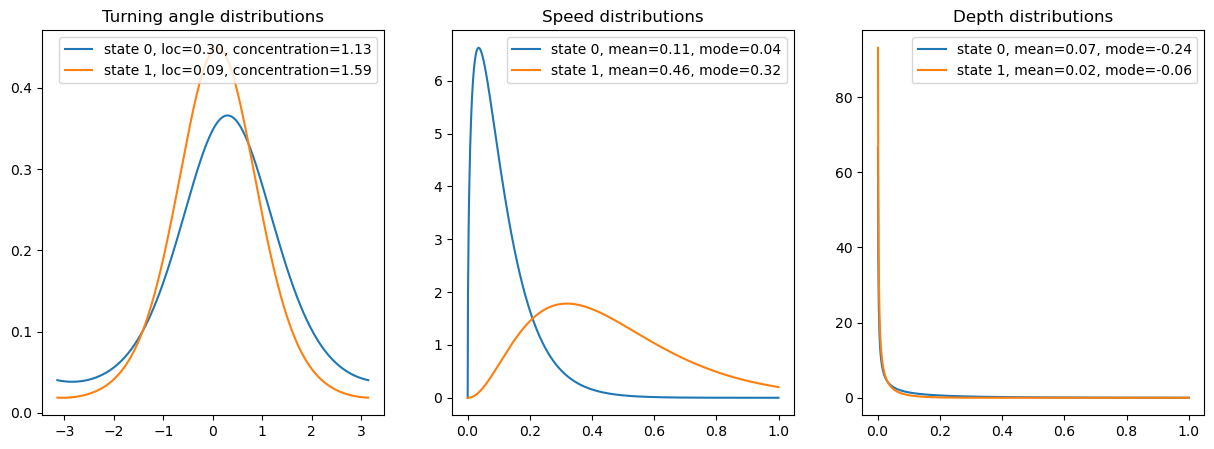 Turning angle distributions
state 0, loc=0.30, concentration=1.13
state 1, loc=0.09, concentration=1.59
0.4
0.3
0.2
0.1
0.0
−3 −2 −1 0 1 2 3
Speed distributions
state 0, mean=0.11, mode=0.04
state 1, mean=0.46, mode=0.32
6
5
4
3
2
1
0
0.0 0.2 0.4 0.6 0.8 1.0
Depth distributions
state 0, mean=0.07, mode=-0.24
state 1, mean=0.02, mode=-0.06
80
60
40
20
0
0.0 0.2 0.4 0.6 0.8 1.0